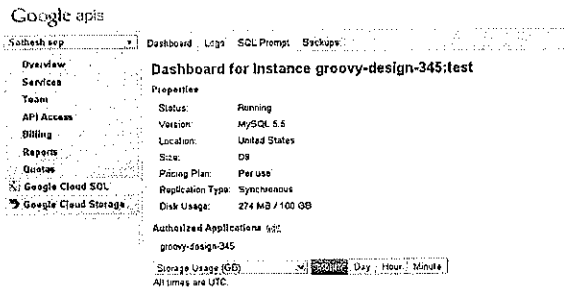 Google apis
Sathesh sep
Overview
Services
Team
API Access
Billing
Reports
Quotas
Google Cloud SQL
Google Cloud Storage
Dashboard Logs SQL Prompt Backups
Dashboard for Instance groovy-design-345:test
Properties
Status: Running
Version: MySQL 5.5
Location: United States
Size: D8
Pricing Plan: Per use
Replication Type: Synchronous
Disk Usage: 274 MB / 100 GB
Authorized Applications edit
groovy-design-345
Storage Usage (GB) Day Hour Minute
All times are UTC.